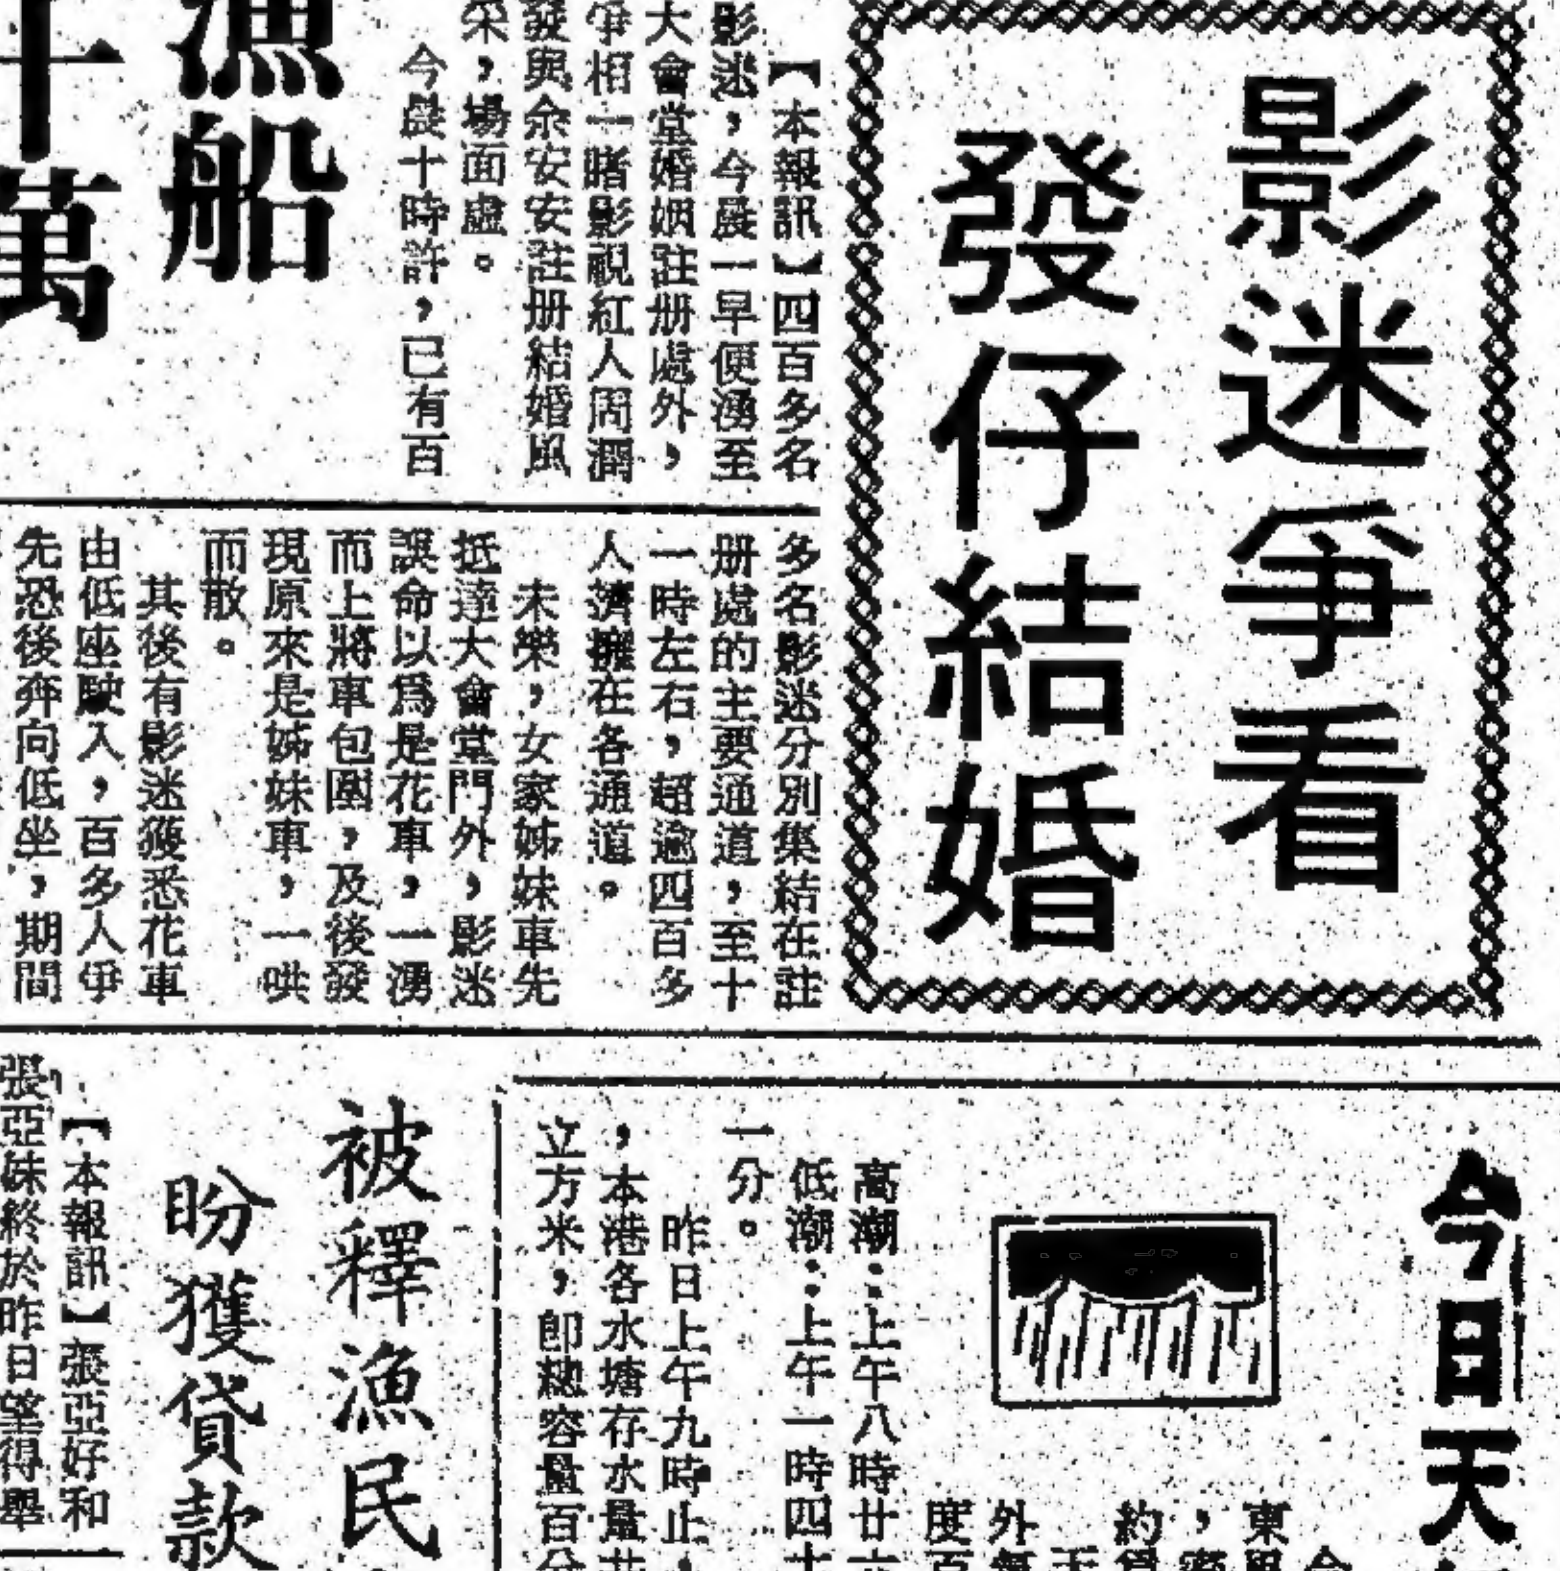 影迷爭看
發仔結婚
【本報訊】四百多名
影迷，今晨一早便湧至
大會堂婚姻註册處外，
爭相一睹影視紅人周潤
發與余安安註册結婚風
采，場面墟。
今晨十時許，已有百
多名影迷分別集結在註
册處的主要通道，至十
一時左右，超逾四百多
人擠擁在各通道。
未幾，女家姊妹車先
抵達大會堂門外，影迷
誤命以爲是花車，一湧
而上將車包圍，及後發
現原來是姊妹車，一哄
而散。
其後有影迷獲悉花車
由低座駛入，百多人爭
先恐後奔向低坐，期間
漁船
十萬
今日天
高潮：上午八時廿
低潮：上午一時四十
一分。
昨日上午九時止，
，本港各水塘存水量共
立方米，即總容量百分
被釋漁民
盼獲貸款
【本報訊】張亞好和
張亞妹終於昨日望得舉